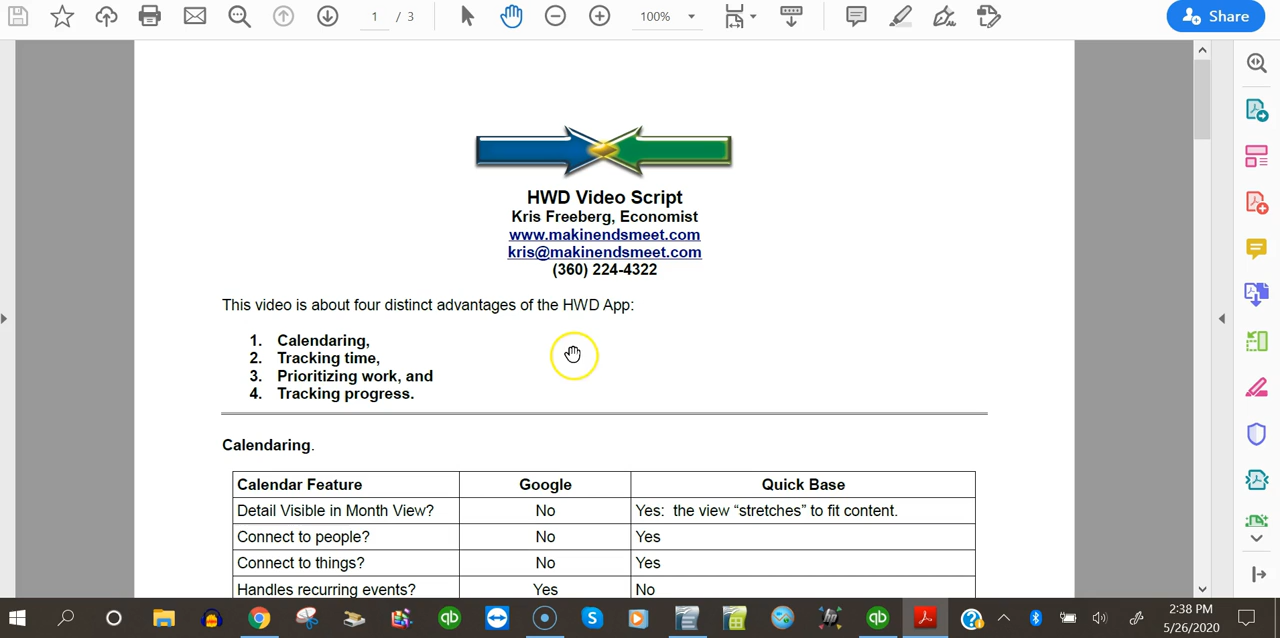 1 / 3
100%
Share
HWD Video Script
Kris Freeberg, Economist
www.makinendsmeet.com
kris@makinendsmeet.com
(360) 224-4322
This video is about four distinct advantages of the HWD App:
1. Calendaring,
2. Tracking time,
3. Prioritizing work, and
4. Tracking progress.
Calendaring.
Calendar Feature Google Quick Base
Detail Visible in Month View? No Yes: the view “stretches” to fit content.
Connect to people? No Yes
Connect to things? No Yes
Handles recurring events? Yes No
qb
S
hp
qb
?
2:38 PM
5/26/2020